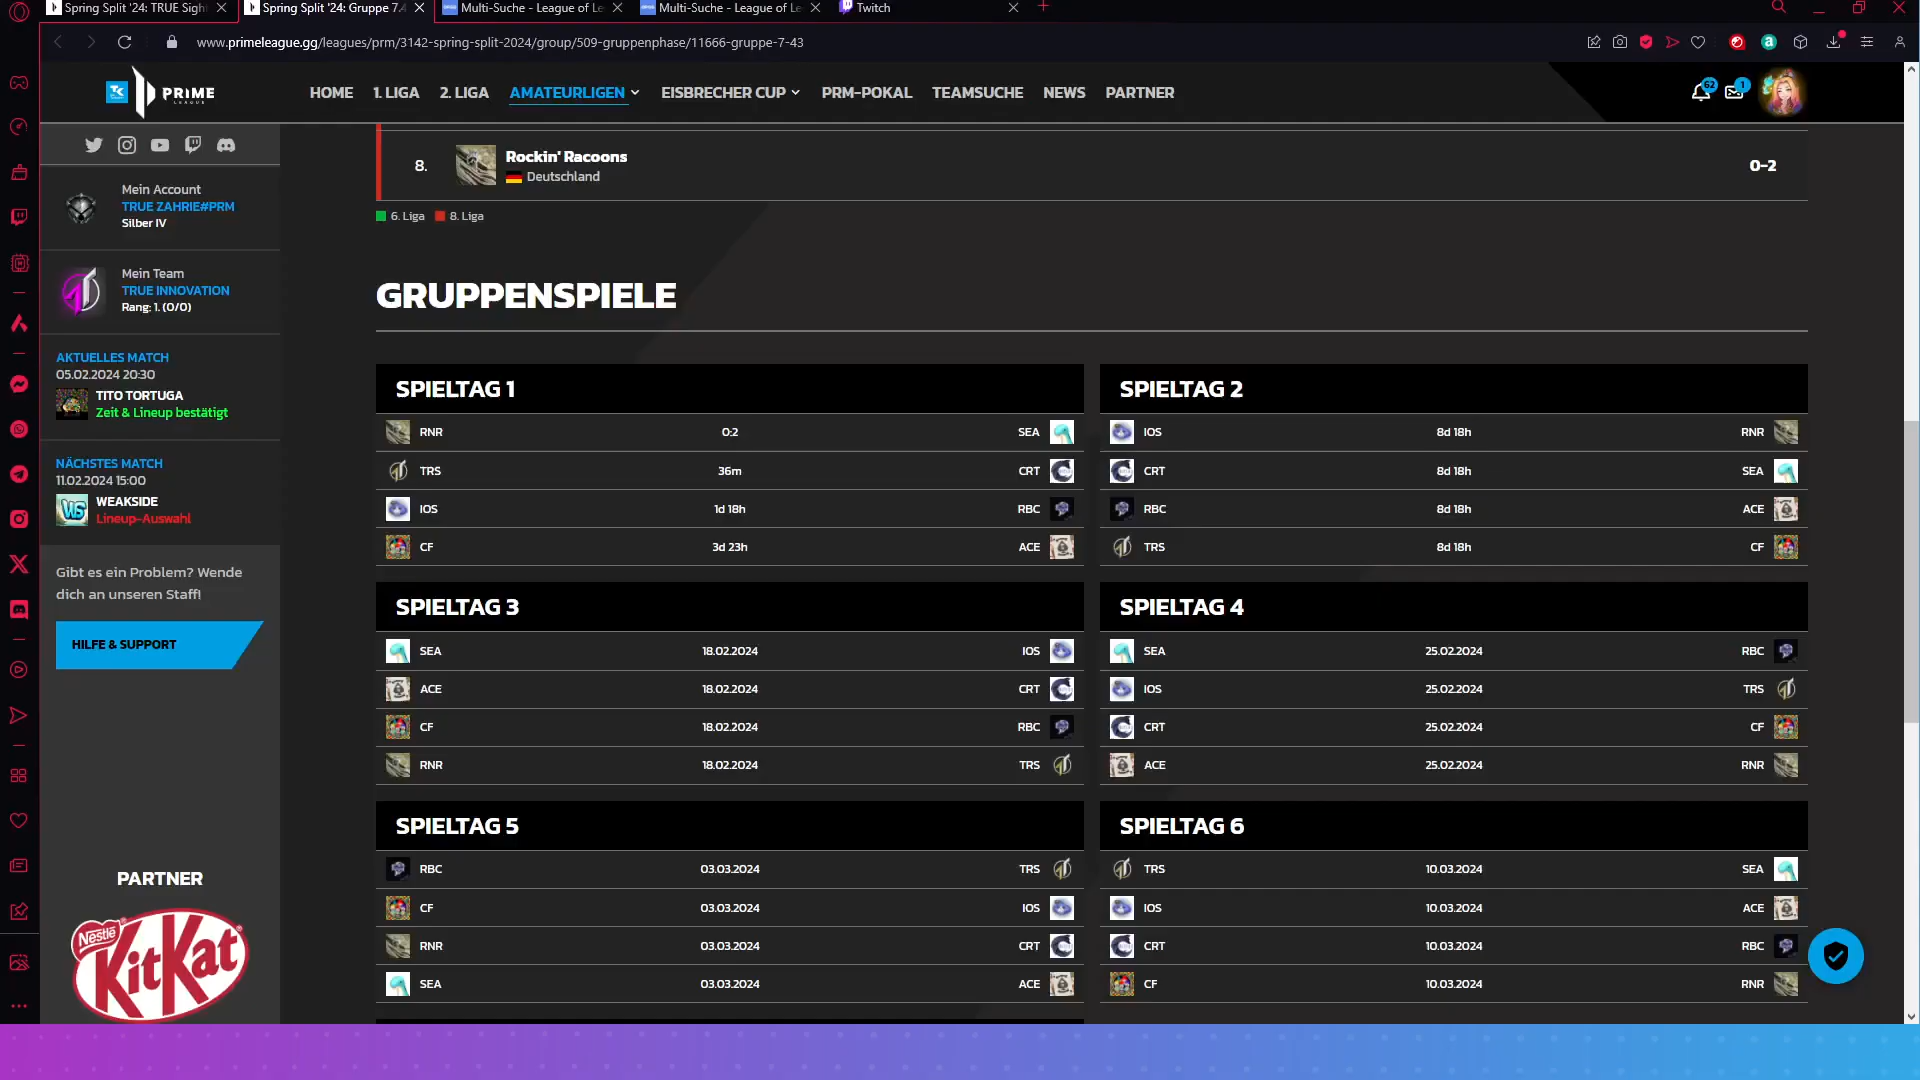 Spring Split '24: TRUE Sigh
Spring Split '24: Gruppe 7.4
Multi-Suche - League of Le
Multi-Suche - League of Le
Twitch
www.primeleague.gg/leagues/prm/3142-spring-split-2024/group/509-gruppenphase/11666-gruppe-7-43
TK
PRIME
LEAGUE
HOME
1. LIGA
2. LIGA
AMATEURLIGEN
EISBRECHER CUP
PRM-POKAL
TEAMSUCHE
NEWS
PARTNER
62
1
Mein Account
TRUE ZAHRIE#PRM
Silber IV
Mein Team
TRUE INNOVATION
Rang: 1. (0/0)
AKTUELLES MATCH
05.02.2024 20:30
TITO TORTUGA
Zeit & Lineup bestätigt
NÄCHSTES MATCH
11.02.2024 15:00
WS
WEAKSIDE
Lineup-Auswahl
Gibt es ein Problem? Wende
dich an unseren Staff!
HILFE & SUPPORT
PARTNER
Nestlé
KitKat
8.
Rockin' Racoons
Deutschland
0-2
6. Liga
8. Liga
GRUPPENSPIELE
SPIELTAG 1
RNR 0:2 SEA
TRS 36m CRT
IOS 1d 18h RBC
CF 3d 23h ACE
SPIELTAG 2
IOS 8d 18h RNR
CRT 8d 18h SEA
RBC 8d 18h ACE
TRS 8d 18h CF
SPIELTAG 3
SEA 18.02.2024 IOS
ACE 18.02.2024 CRT
CF 18.02.2024 RBC
RNR 18.02.2024 TRS
SPIELTAG 4
SEA 25.02.2024 RBC
IOS 25.02.2024 TRS
CRT 25.02.2024 CF
ACE 25.02.2024 RNR
SPIELTAG 5
RBC 03.03.2024 TRS
CF 03.03.2024 IOS
RNR 03.03.2024 CRT
SEA 03.03.2024 ACE
SPIELTAG 6
TRS 10.03.2024 SEA
IOS 10.03.2024 ACE
CRT 10.03.2024 RBC
CF 10.03.2024 RNR